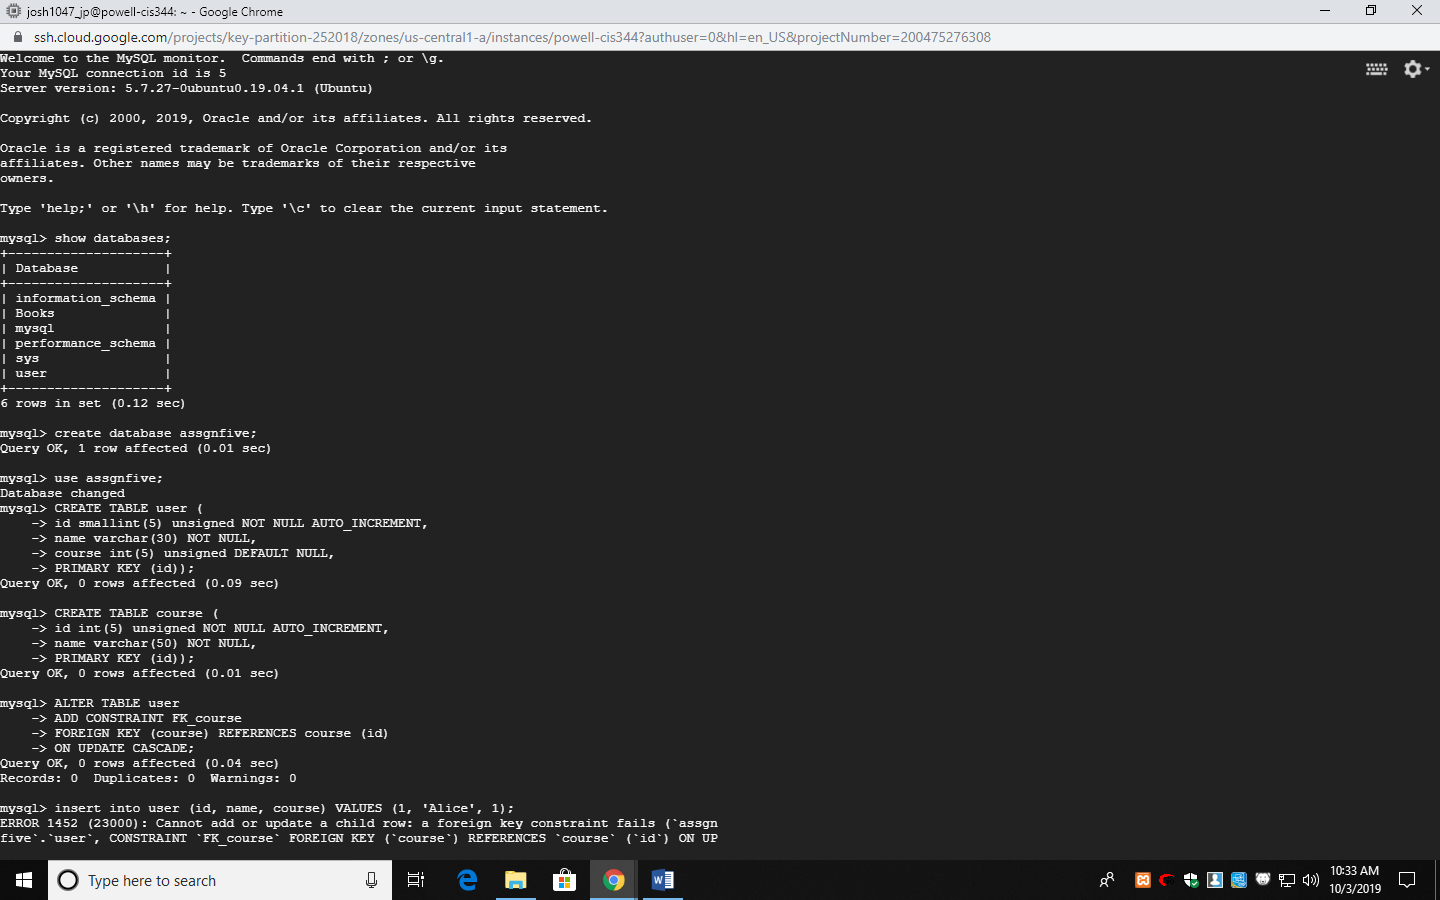 josh1047_jp@powell-cis344: ~ - Google Chrome
ssh.cloud.google.com/projects/key-partition-252018/zones/us-central1-a/instances/powell-cis344?authuser=0&hl=en_US&projectNumber=200475276308
Welcome to the MySQL monitor.  Commands end with ; or \g.
Your MySQL connection id is 5
Server version: 5.7.27-0ubuntu0.19.04.1 (Ubuntu)
Copyright (c) 2000, 2019, Oracle and/or its affiliates. All rights reserved.
Oracle is a registered trademark of Oracle Corporation and/or its
affiliates. Other names may be trademarks of their respective
owners.
Type 'help;' or '\h' for help. Type '\c' to clear the current input statement.
mysql> show databases;
+--------------------+
| Database           |
+--------------------+
| information_schema |
| Books              |
| mysql              |
| performance_schema |
| sys                |
| user               |
+--------------------+
6 rows in set (0.12 sec)
mysql> create database assgnfive;
Query OK, 1 row affected (0.01 sec)
mysql> use assgnfive;
Database changed
mysql> CREATE TABLE user (
    -> id smallint(5) unsigned NOT NULL AUTO_INCREMENT,
    -> name varchar(30) NOT NULL,
    -> course int(5) unsigned DEFAULT NULL,
    -> PRIMARY KEY (id));
Query OK, 0 rows affected (0.09 sec)
mysql> CREATE TABLE course (
    -> id int(5) unsigned NOT NULL AUTO_INCREMENT,
    -> name varchar(50) NOT NULL,
    -> PRIMARY KEY (id));
Query OK, 0 rows affected (0.01 sec)
mysql> ALTER TABLE user
    -> ADD CONSTRAINT FK_course
    -> FOREIGN KEY (course) REFERENCES course (id)
    -> ON UPDATE CASCADE;
Query OK, 0 rows affected (0.04 sec)
Records: 0  Duplicates: 0  Warnings: 0
mysql> insert into user (id, name, course) VALUES (1, 'Alice', 1);
ERROR 1452 (23000): Cannot add or update a child row: a foreign key constraint fails (`assgn
five`.`user`, CONSTRAINT `FK_course` FOREIGN KEY (`course`) REFERENCES `course` (`id`) ON UP
Type here to search
10:33 AM
10/3/2019